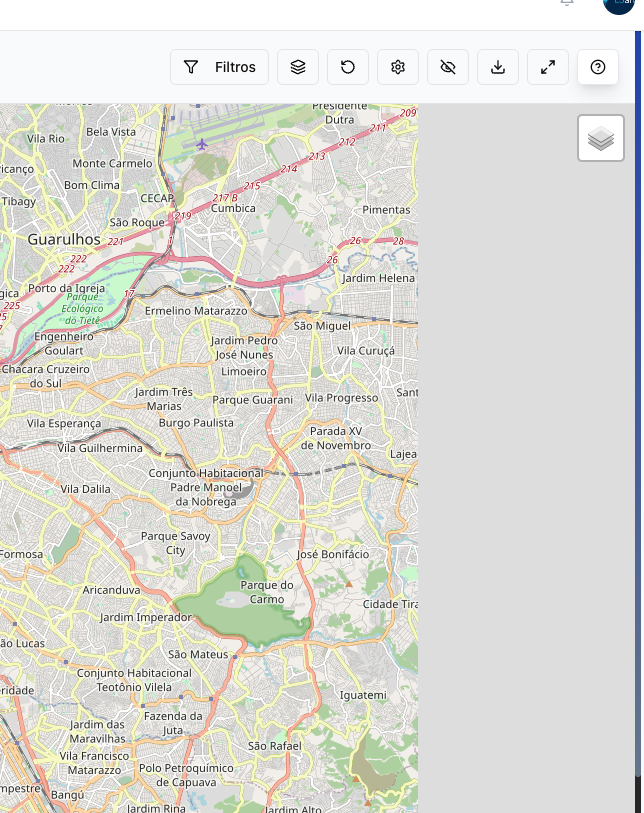 Filtros
Presidente
Dutra
209
211
212
213
214
215
217 B
219
Vila Rio
Bela Vista
Monte Carmelo
Bom Clima
Tibagy
CECAP
Cumbica
Pimentas
São Roque
Guarulhos
221
222
222
26
26
28
Jardim Helena
Porto da Igreja
17
Parque
Ecológico
do Tietê
225
Ermelino Matarazzo
São Miguel
Engenheiro
Goulart
Jardim Pedro
José Nunes
Vila Curuçá
Chacara Cruzeiro
do Sul
Limoeiro
Jardim Três
Marias
Parque Guarani
Vila Progresso
Sant
Vila Esperança
Burgo Paulista
Parada XV
de Novembro
Vila Guilhermina
Lajea
Conjunto Habitacional
Padre Manoel
da Nobrega
Vila Dalila
Parque Savoy
City
Formosa
José Bonifácio
Aricanduva
Parque do
Carmo
Cidade Tira
Jardim Imperador
ão Lucas
São Mateus
Conjunto Habitacional
Teotônio Vilela
eridade
Iguatemi
Fazenda da
Juta
Jardim das
Maravilhas
São Rafael
Vila Francisco
Matarazzo
Polo Petroquímico
de Capuava
mpestre
Bangú
Jardim Rina
Jardim Alto